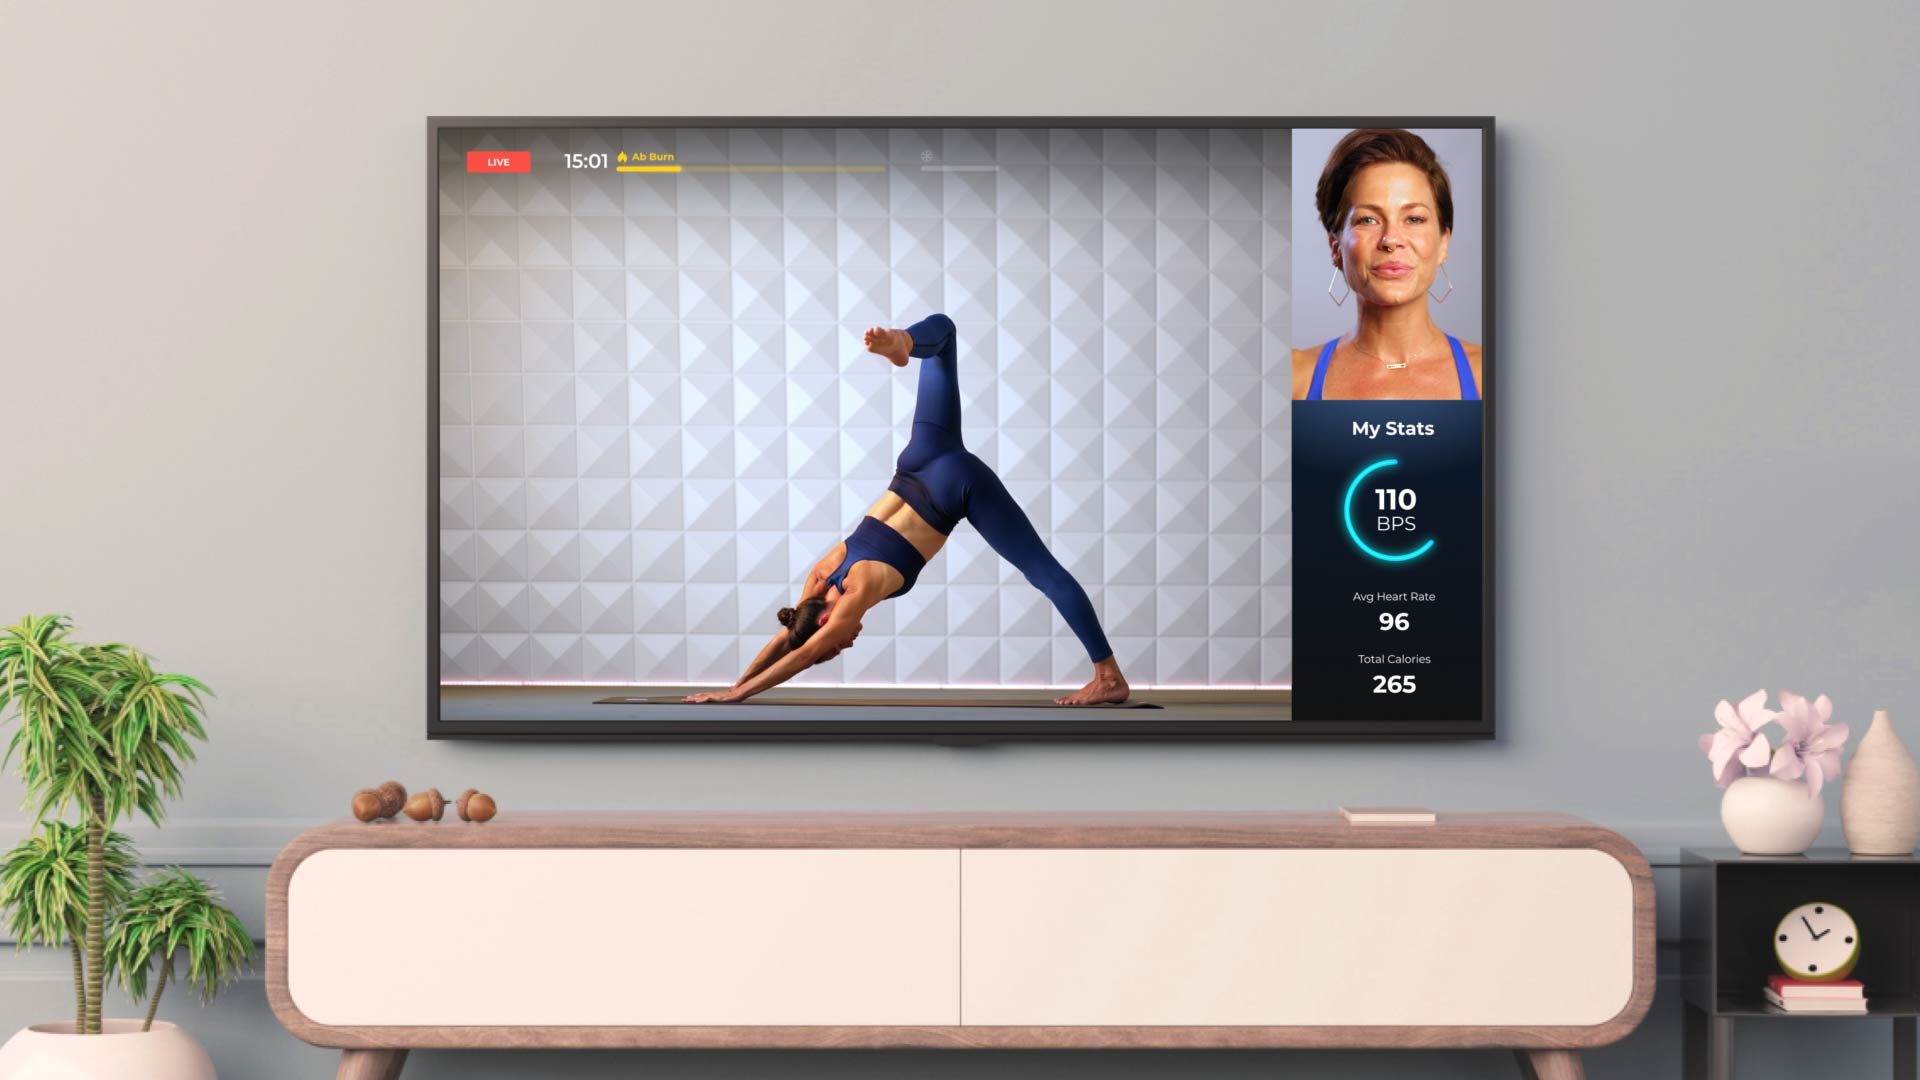 LIVE
15:01
Ab Burn
My Stats
110
BPS
Avg Heart Rate
96
Total Calories
265